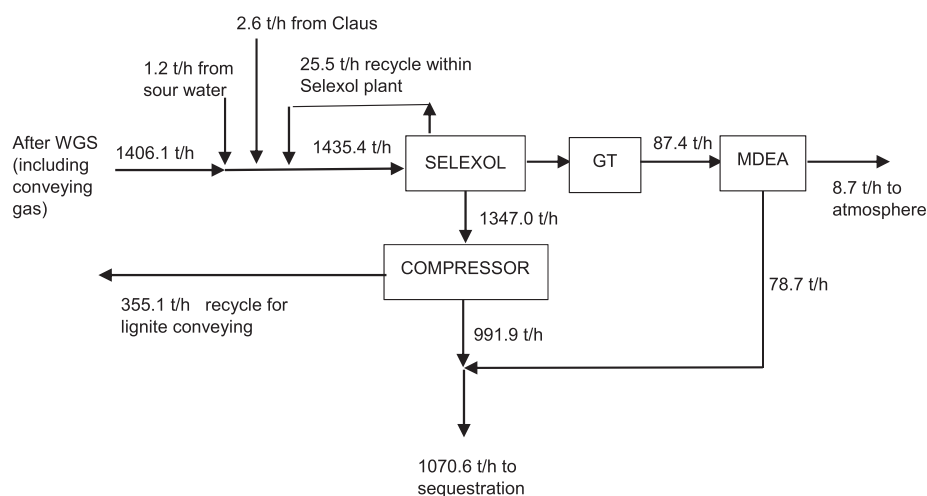 2.6 t/h from Claus
1.2 t/h from
sour water
25.5 t/h recycle within
Selexol plant
After WGS
(including
conveying
gas)
1406.1 t/h
1435.4 t/h
SELEXOL
GT
87.4 t/h
MDEA
8.7 t/h to
atmosphere
1347.0 t/h
COMPRESSOR
78.7 t/h
355.1 t/h recycle for
lignite conveying
991.9 t/h
1070.6 t/h to
sequestration